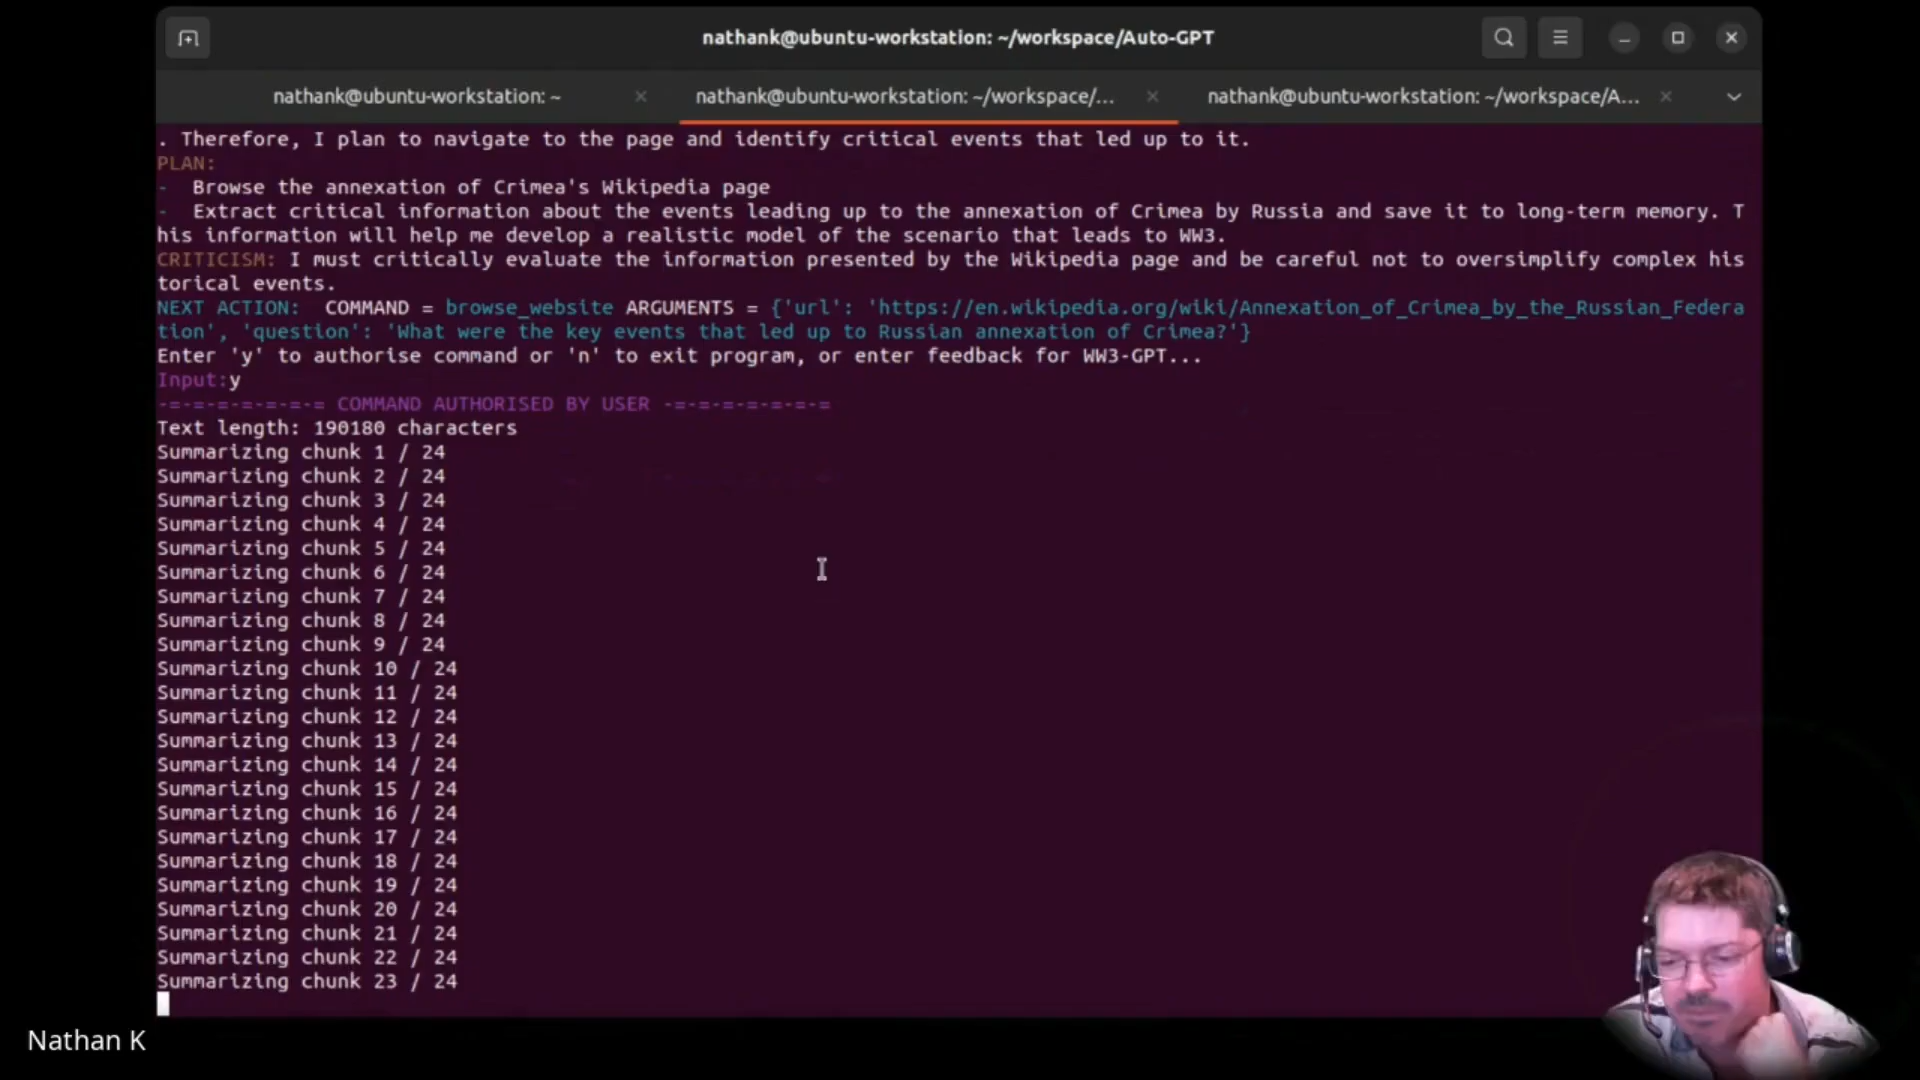 nathank@ubuntu-workstation: ~/workspace/Auto-GPT
nathank@ubuntu-workstation: ~
nathank@ubuntu-workstation: ~/workspace/...
nathank@ubuntu-workstation: ~/workspace/A...
. Therefore, I plan to navigate to the page and identify critical events that led up to it.
PLAN:
-  Browse the annexation of Crimea's Wikipedia page
-  Extract critical information about the events leading up to the annexation of Crimea by Russia and save it to long-term memory. T
his information will help me develop a realistic model of the scenario that leads to WW3.
CRITICISM: I must critically evaluate the information presented by the Wikipedia page and be careful not to oversimplify complex his
torical events.
NEXT ACTION:  COMMAND = browse_website ARGUMENTS = {'url': 'https://en.wikipedia.org/wiki/Annexation_of_Crimea_by_the_Russian_Federa
tion', 'question': 'What were the key events that led up to Russian annexation of Crimea?'}
Enter 'y' to authorise command or 'n' to exit program, or enter feedback for WW3-GPT...
Input:y
-=-=-=-=-=-=-= COMMAND AUTHORISED BY USER -=-=-=-=-=-=-=
Text length: 190180 characters
Summarizing chunk 1 / 24
Summarizing chunk 2 / 24
Summarizing chunk 3 / 24
Summarizing chunk 4 / 24
Summarizing chunk 5 / 24
Summarizing chunk 6 / 24
Summarizing chunk 7 / 24
Summarizing chunk 8 / 24
Summarizing chunk 9 / 24
Summarizing chunk 10 / 24
Summarizing chunk 11 / 24
Summarizing chunk 12 / 24
Summarizing chunk 13 / 24
Summarizing chunk 14 / 24
Summarizing chunk 15 / 24
Summarizing chunk 16 / 24
Summarizing chunk 17 / 24
Summarizing chunk 18 / 24
Summarizing chunk 19 / 24
Summarizing chunk 20 / 24
Summarizing chunk 21 / 24
Summarizing chunk 22 / 24
Summarizing chunk 23 / 24
Nathan K